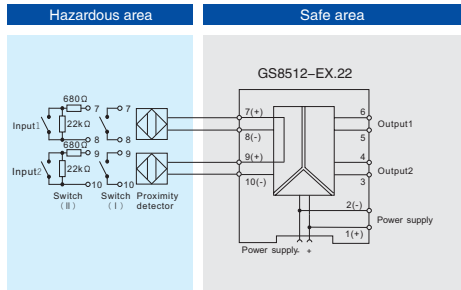 Hazardous area
Safe area
GS8512-EX.22
680Ω
7
7
7(+)
6
Input1
22kΩ
Output1
8
8
8(-)
5
680Ω
9
9
9(+)
4
Input2
22kΩ
Output2
10
10
10(-)
3
Switch
(Ⅱ)
Switch
(Ⅰ)
Proximity
detector
2(-)
Power supply
1(+)
Power supply
- +